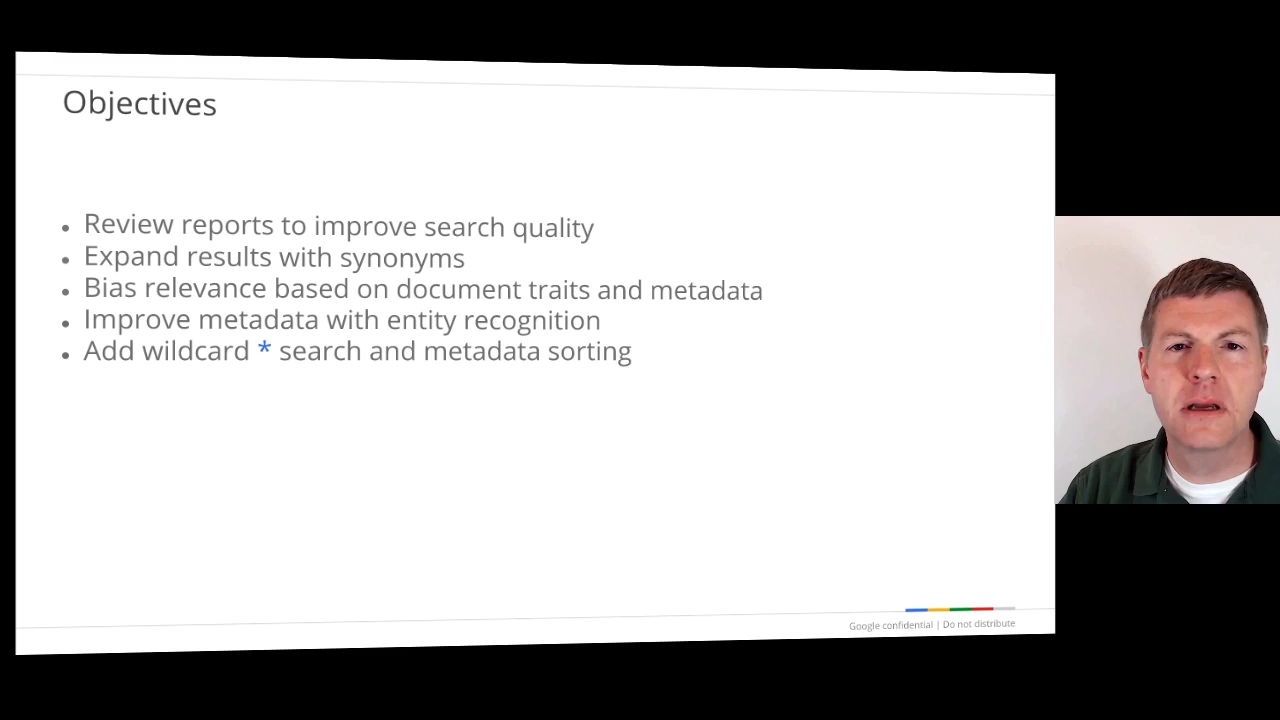 Objectives
• Review reports to improve search quality
• Expand results with synonyms
• Bias relevance based on document traits and metadata
• Improve metadata with entity recognition
• Add wildcard * search and metadata sorting
Google confidential | Do not distribute